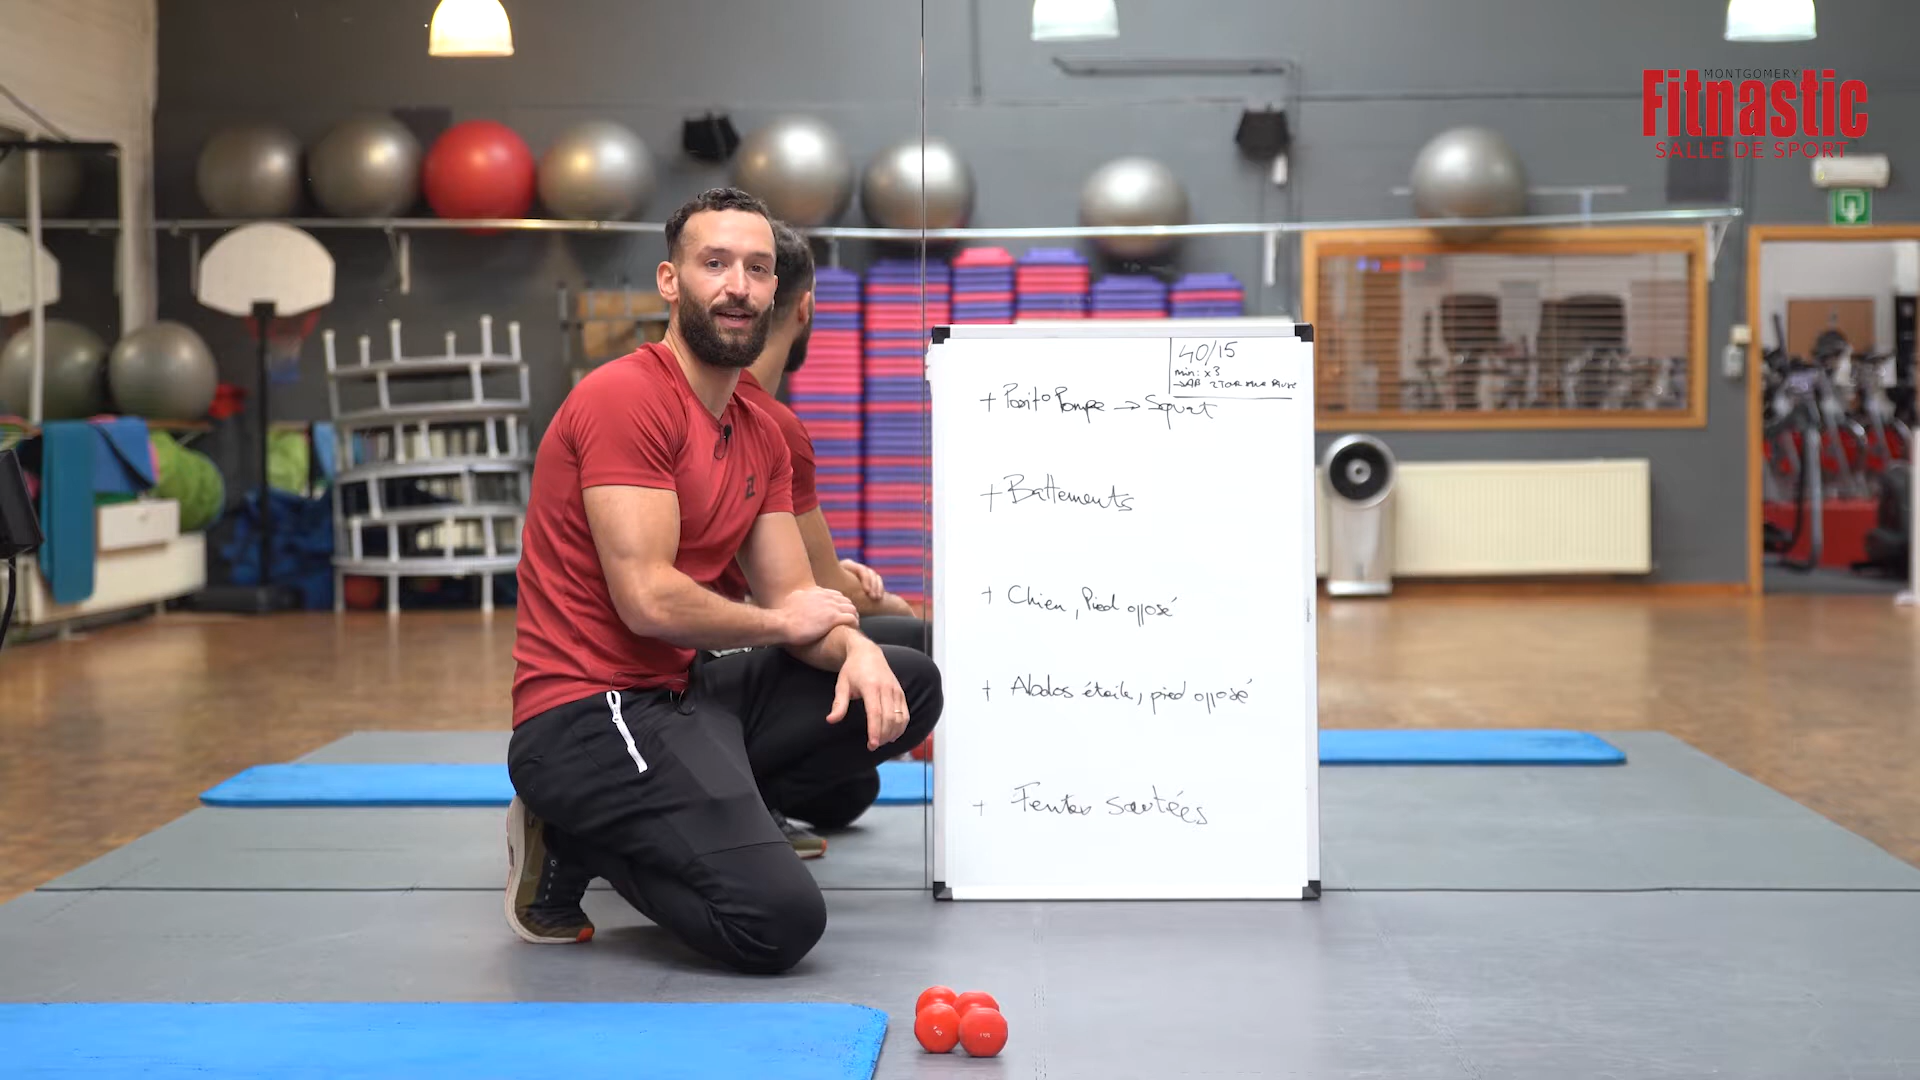 MONTGOMERY
Fitnastic
SALLE DE SPORT
40/15
min: x3
+ Posit° Pompe → Squat
+ Battements
+ Chien, Pied opposé
+ Abdos étoile, pied opposé
+ Fentes sautées